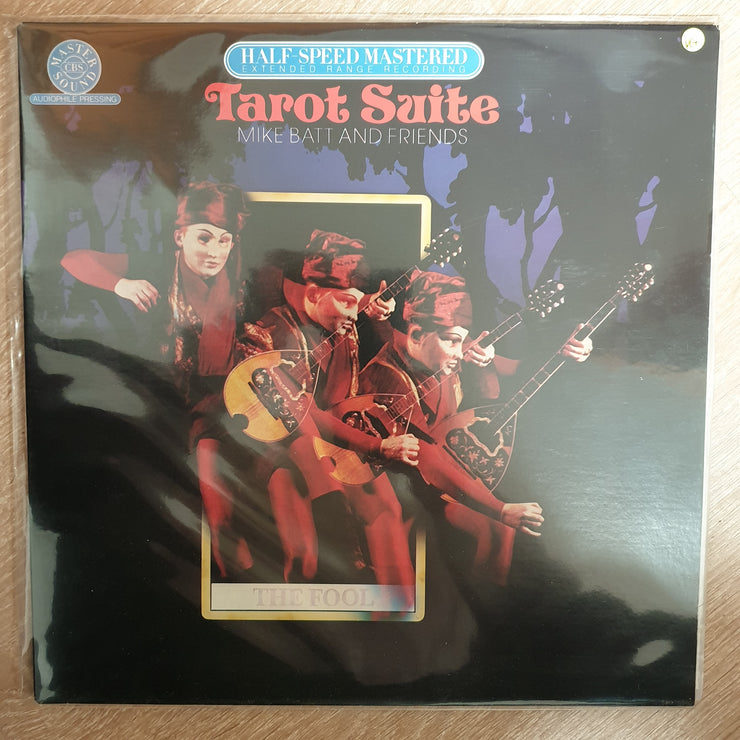 MASTER
CBS
SOUND
AUDIOPHILE PRESSING
HALF-SPEED MASTERED
EXTENDED RANGE RECORDING
Tarot Suite
MIKE BATT AND FRIENDS
THE FOOL